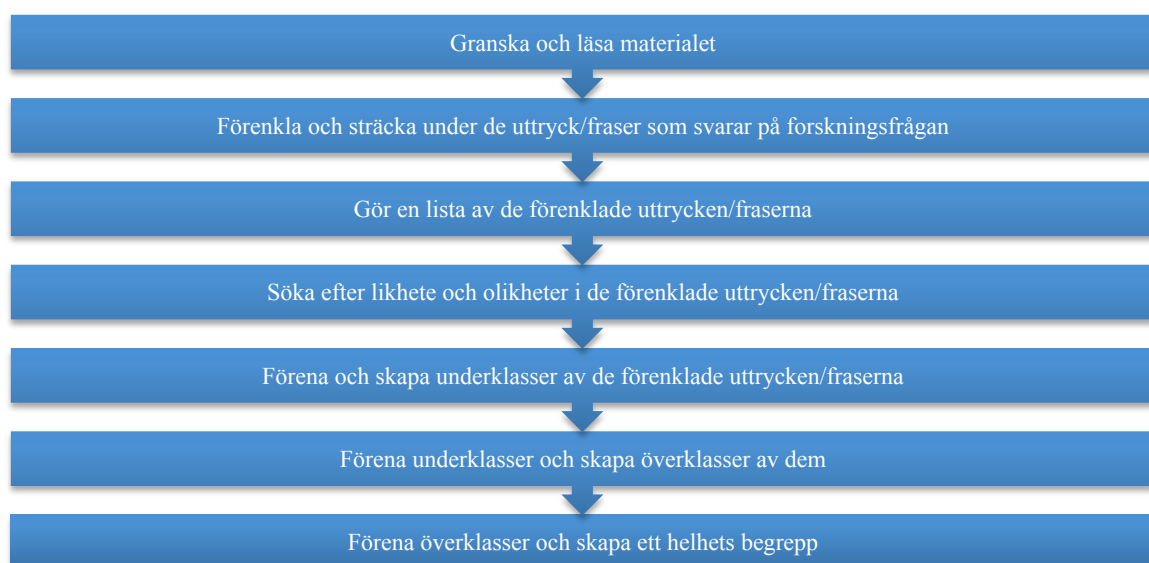 Granska och läsa materialet
Förenkla och sträcka under de uttryck/fraser som svarar på forskningsfrågan
Gör en lista av de förenklade uttrycken/fraserna
Söka efter likhete och olikheter i de förenklade uttrycken/fraserna
Förena och skapa underklasser av de förenklade uttrycken/fraserna
Förena underklasser och skapa överklasser av dem
Förena överklasser och skapa ett helhets begrepp